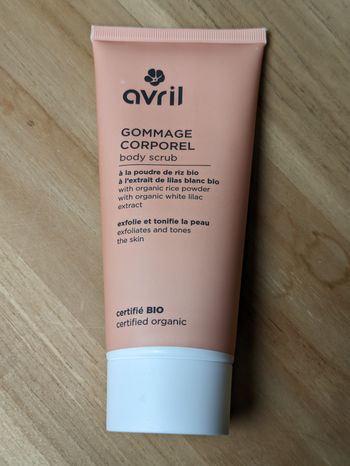 avril
GOMMAGE
CORPOREL
body scrub
à la poudre de riz bio
à l'extrait de lilas blanc bio
with organic rice powder
with organic white lilac
extract
exfolie et tonifie la peau
exfoliates and tones
the skin
certifié BIO
certified organic